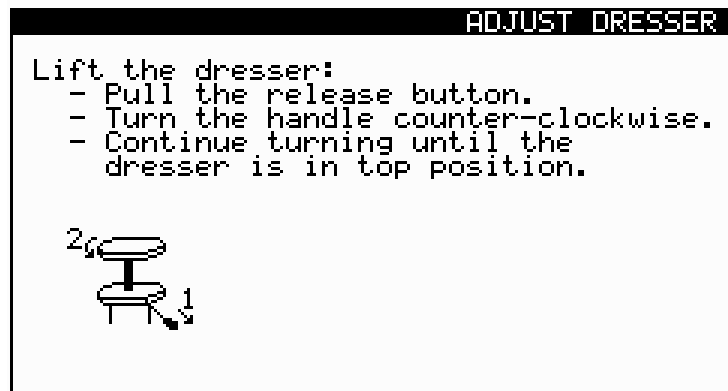 ADJUST DRESSER
Lift the dresser:
- Pull the release button.
- Turn the handle counter-clockwise.
- Continue turning until the
dresser is in top position.
2
1